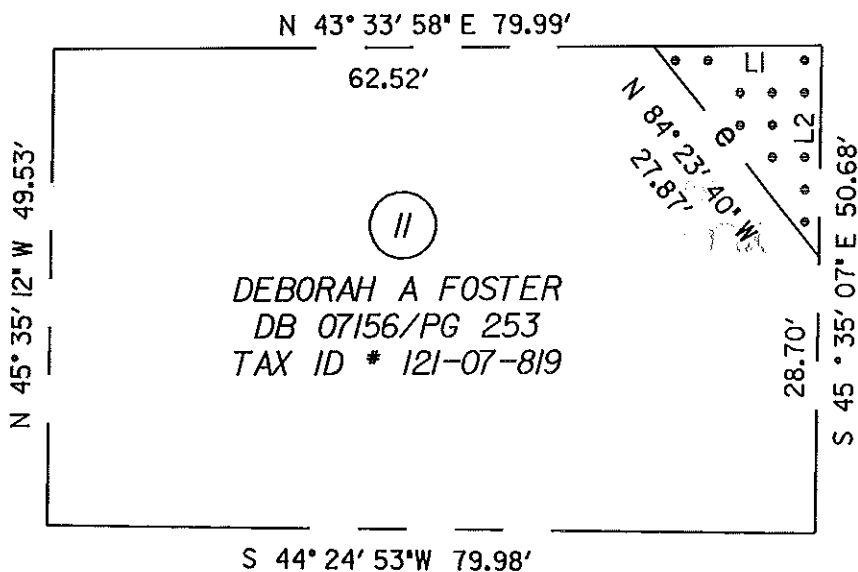 N 43° 33' 58" E 79.99'
62.52'
L1
L2
N 84° 23' 40" W
27.87'
e
N 45° 35' 12" W 49.53'
S 45° 35' 07" E 50.68'
28.70'
11
DEBORAH A FOSTER
DB 07156/PG 253
TAX ID # 121-07-819
S 44° 24' 53" W 79.98'